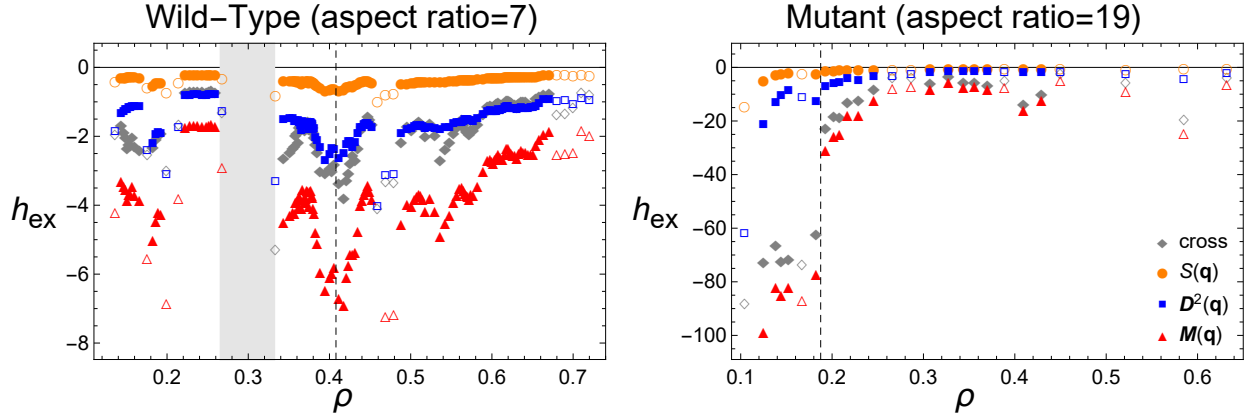 Wild−Type (aspect ratio=7)
0
−2
−4
−6
−8
hex
0.2
0.3
0.4
0.5
0.6
0.7
ρ
Mutant (aspect ratio=19)
0
−20
−40
−60
−80
−100
hex
0.1
0.2
0.3
0.4
0.5
0.6
ρ
cross
S(q)
D²(q)
M(q)